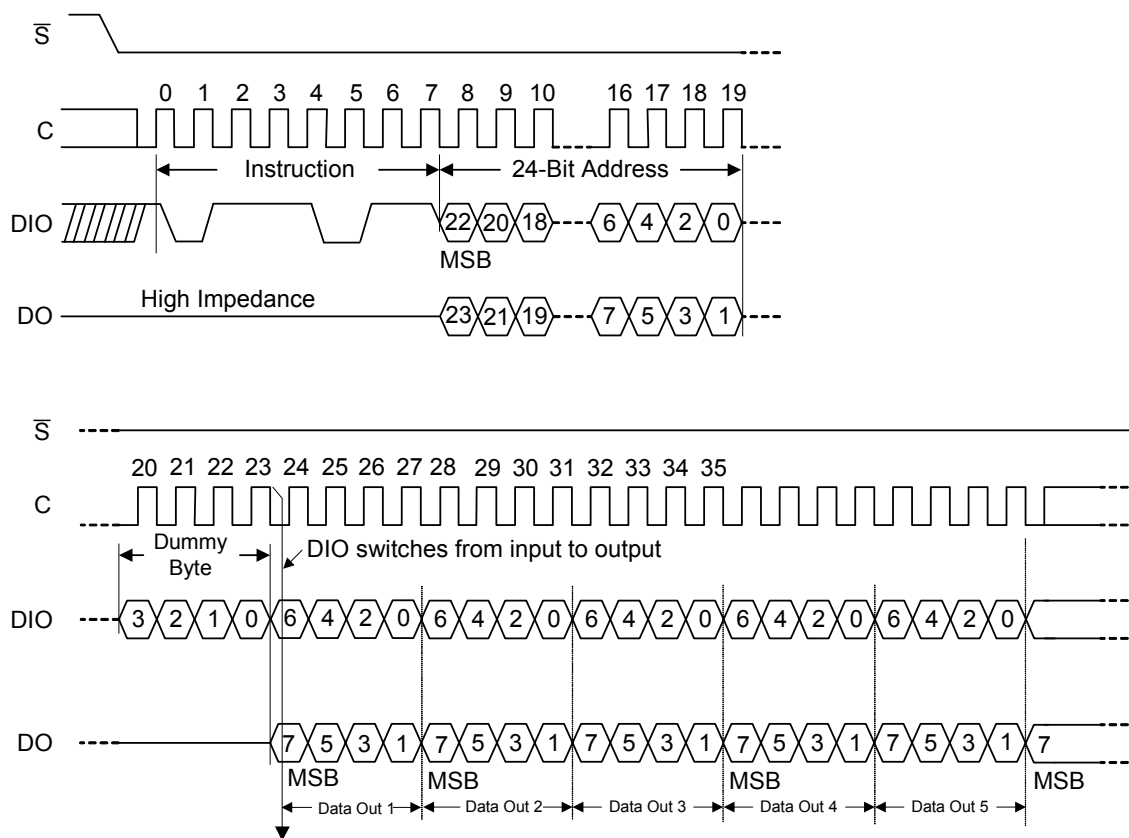 S̅
0 1 2 3 4 5 6 7 8 9 10 16 17 18 19
C
Instruction 24-Bit Address
DIO 22 20 18 6 4 2 0
MSB
High Impedance
DO 23 21 19 7 5 3 1
S̅
20 21 22 23 24 25 26 27 28 29 30 31 32 33 34 35
C
Dummy
Byte
DIO switches from input to output
DIO 3 2 1 0 6 4 2 0 6 4 2 0 6 4 2 0 6 4 2 0 6 4 2 0
DO 7 5 3 1 7 5 3 1 7 5 3 1 7 5 3 1 7 5 3 1 7
MSB MSB MSB MSB
Data Out 1 Data Out 2 Data Out 3 Data Out 4 Data Out 5